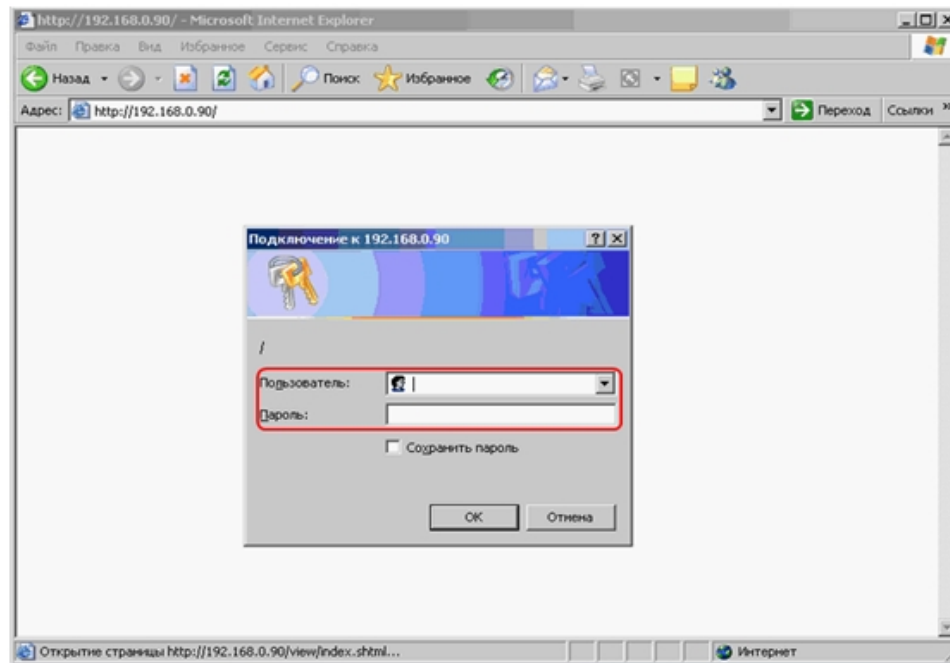 http://192.168.0.90/ - Microsoft Internet Explorer
Файл Правка Вид Избранное Сервис Справка
Назад Поиск Избранное
Адрес: http://192.168.0.90/ Переход Ссылки »
Подключение к 192.168.0.90
/
Пользователь:
Пароль:
Сохранить пароль
OK Отмена
Открытие страницы http://192.168.0.90/view/index.shtml... Интернет